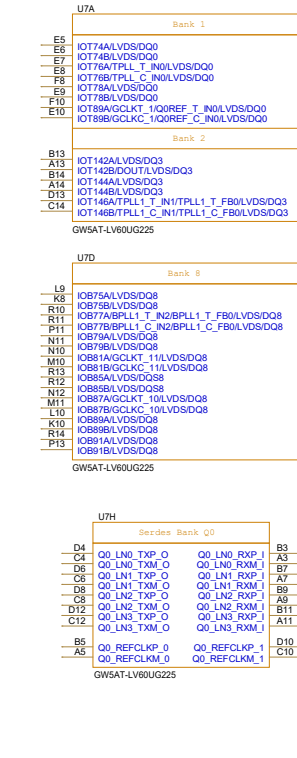 U7A
Bank 1
E5 IOT74A/LVDS/DQ0
E6 IOT74B/LVDS/DQ0
E7 IOT76A/TPLL_T_IN0/LVDS/DQ0
E8 IOT76B/TPLL_C_IN0/LVDS/DQ0
F8 IOT78A/LVDS/DQ0
E9 IOT78B/LVDS/DQ0
F10 IOT89A/GCLKT_1/Q0REF_T_IN0/LVDS/DQ0
E10 IOT89B/GCLKC_1/Q0REF_C_IN0/LVDS/DQ0
Bank 2
B13 IOT142A/LVDS/DQ3
A13 IOT142B/DOUT/LVDS/DQ3
B14 IOT144A/LVDS/DQ3
A14 IOT144B/LVDS/DQ3
D13 IOT146A/TPLL1_T_IN1/TPLL1_T_FB0/LVDS/DQ3
C14 IOT146B/TPLL1_C_IN1/TPLL1_C_FB0/LVDS/DQ3
GW5AT-LV60UG225
U7D
Bank 8
L9 IOB75A/LVDS/DQ8
K8 IOB75B/LVDS/DQ8
R10 IOB77A/BPLL1_T_IN2/BPLL1_T_FB0/LVDS/DQ8
R11 IOB77B/BPLL1_C_IN2/BPLL1_C_FB0/LVDS/DQ8
P11 IOB79A/LVDS/DQ8
N11 IOB79B/LVDS/DQ8
N10 IOB81A/GCLKT_11/LVDS/DQ8
M10 IOB81B/GCLKC_11/LVDS/DQ8
R13 IOB85A/LVDS/DQS8
R12 IOB85B/LVDS/DQS8
N12 IOB87A/GCLKT_10/LVDS/DQ8
M11 IOB87B/GCLKC_10/LVDS/DQ8
L10 IOB89A/LVDS/DQ8
K10 IOB89B/LVDS/DQ8
R14 IOB91A/LVDS/DQ8
P13 IOB91B/LVDS/DQ8
GW5AT-LV60UG225
U7H
Serdes Bank Q0
D4 Q0_LN0_TXP_O Q0_LN0_RXP_I B3
C4 Q0_LN0_TXM_O Q0_LN0_RXM_I A3
D6 Q0_LN1_TXP_O Q0_LN1_RXP_I B7
C6 Q0_LN1_TXM_O Q0_LN1_RXM_I A7
D8 Q0_LN2_TXP_O Q0_LN2_RXP_I B9
C8 Q0_LN2_TXM_O Q0_LN2_RXM_I A9
D12 Q0_LN3_TXP_O Q0_LN3_RXP_I B11
C12 Q0_LN3_TXM_O Q0_LN3_RXM_I A11
B5 Q0_REFCLKP_0 Q0_REFCLKP_1 D10
A5 Q0_REFCLKM_0 Q0_REFCLKM_1 C10
GW5AT-LV60UG225